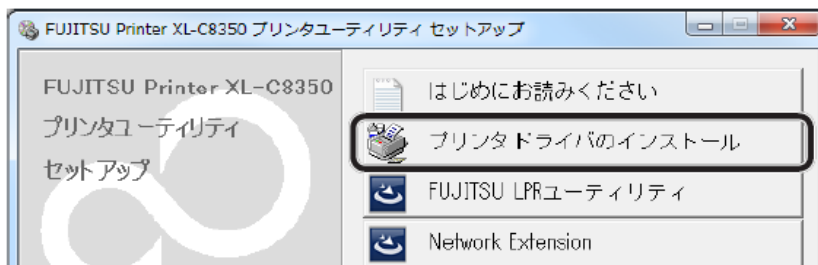 FUJITSU Printer XL-C8350 プリンタユーティリティ セットアップ
FUJITSU Printer XL-C8350
プリンタユーティリティ
セットアップ
はじめにお読みください
プリンタドライバのインストール
FUJITSU LPRユーティリティ
Network Extension